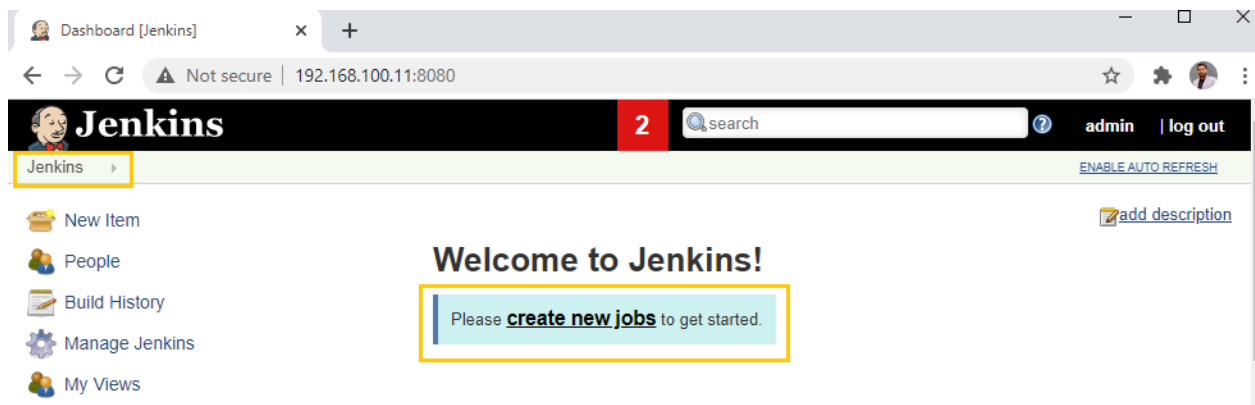 Dashboard [Jenkins]
Not secure | 192.168.100.11:8080
Jenkins 2 search admin | log out
Jenkins ENABLE AUTO REFRESH
New Item add description
People Welcome to Jenkins!
Build History Please create new jobs to get started.
Manage Jenkins
My Views